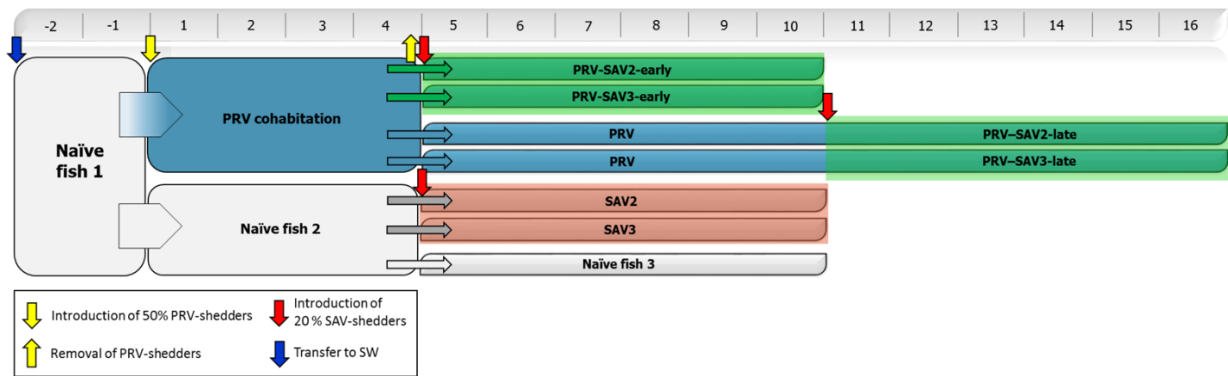 -2 -1 1 2 3 4 5 6 7 8 9 10 11 12 13 14 15 16
PRV-SAV2-early
PRV-SAV3-early
Naïve
fish 1
PRV cohabitation
PRV
PRV–SAV2-late
PRV
PRV–SAV3-late
Naïve fish 2
SAV2
SAV3
Naïve fish 3
Introduction of 50% PRV-shedders
Removal of PRV-shedders
Introduction of
20 % SAV-shedders
Transfer to SW